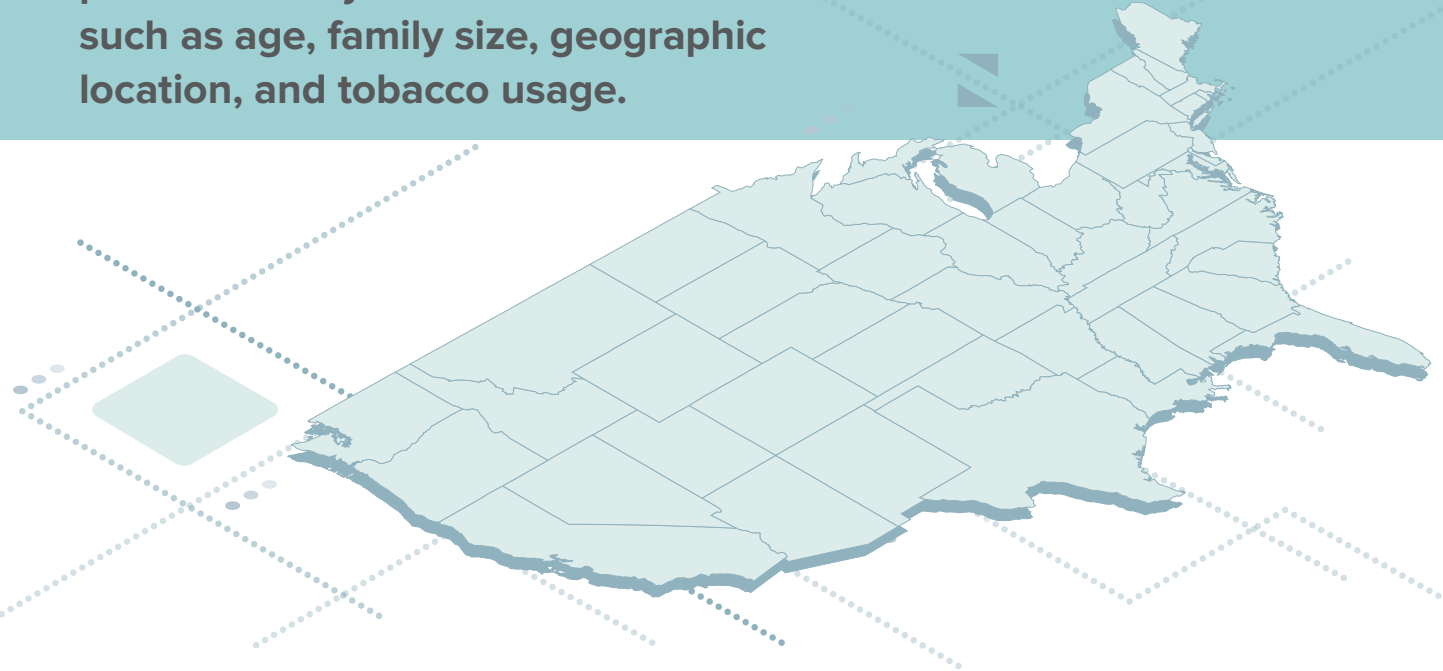 such as age, family size, geographic
location, and tobacco usage.